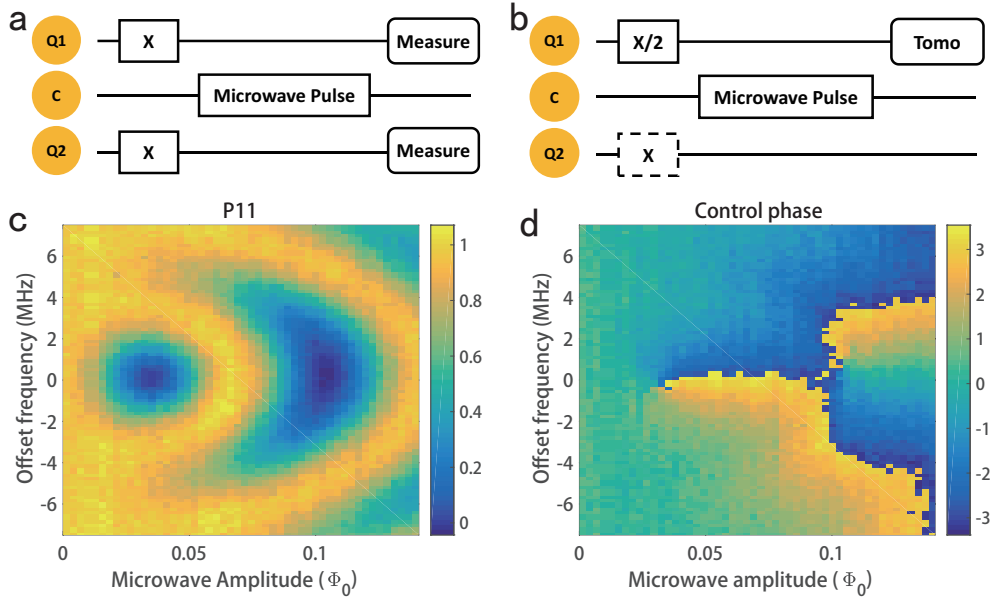 a
Q1 X Measure
C Microwave Pulse
Q2 X Measure
b
Q1 X/2 Tomo
C Microwave Pulse
Q2 X
c
P11
Offset frequency (MHz)
6
4
2
0
-2
-4
-6
0 0.05 0.1
Microwave Amplitude (Φ0)
1
0.8
0.6
0.4
0.2
0
d
Control phase
Offset frequency (MHz)
6
4
2
0
-2
-4
-6
0 0.05 0.1
Microwave amplitude (Φ0)
3
2
1
0
-1
-2
-3